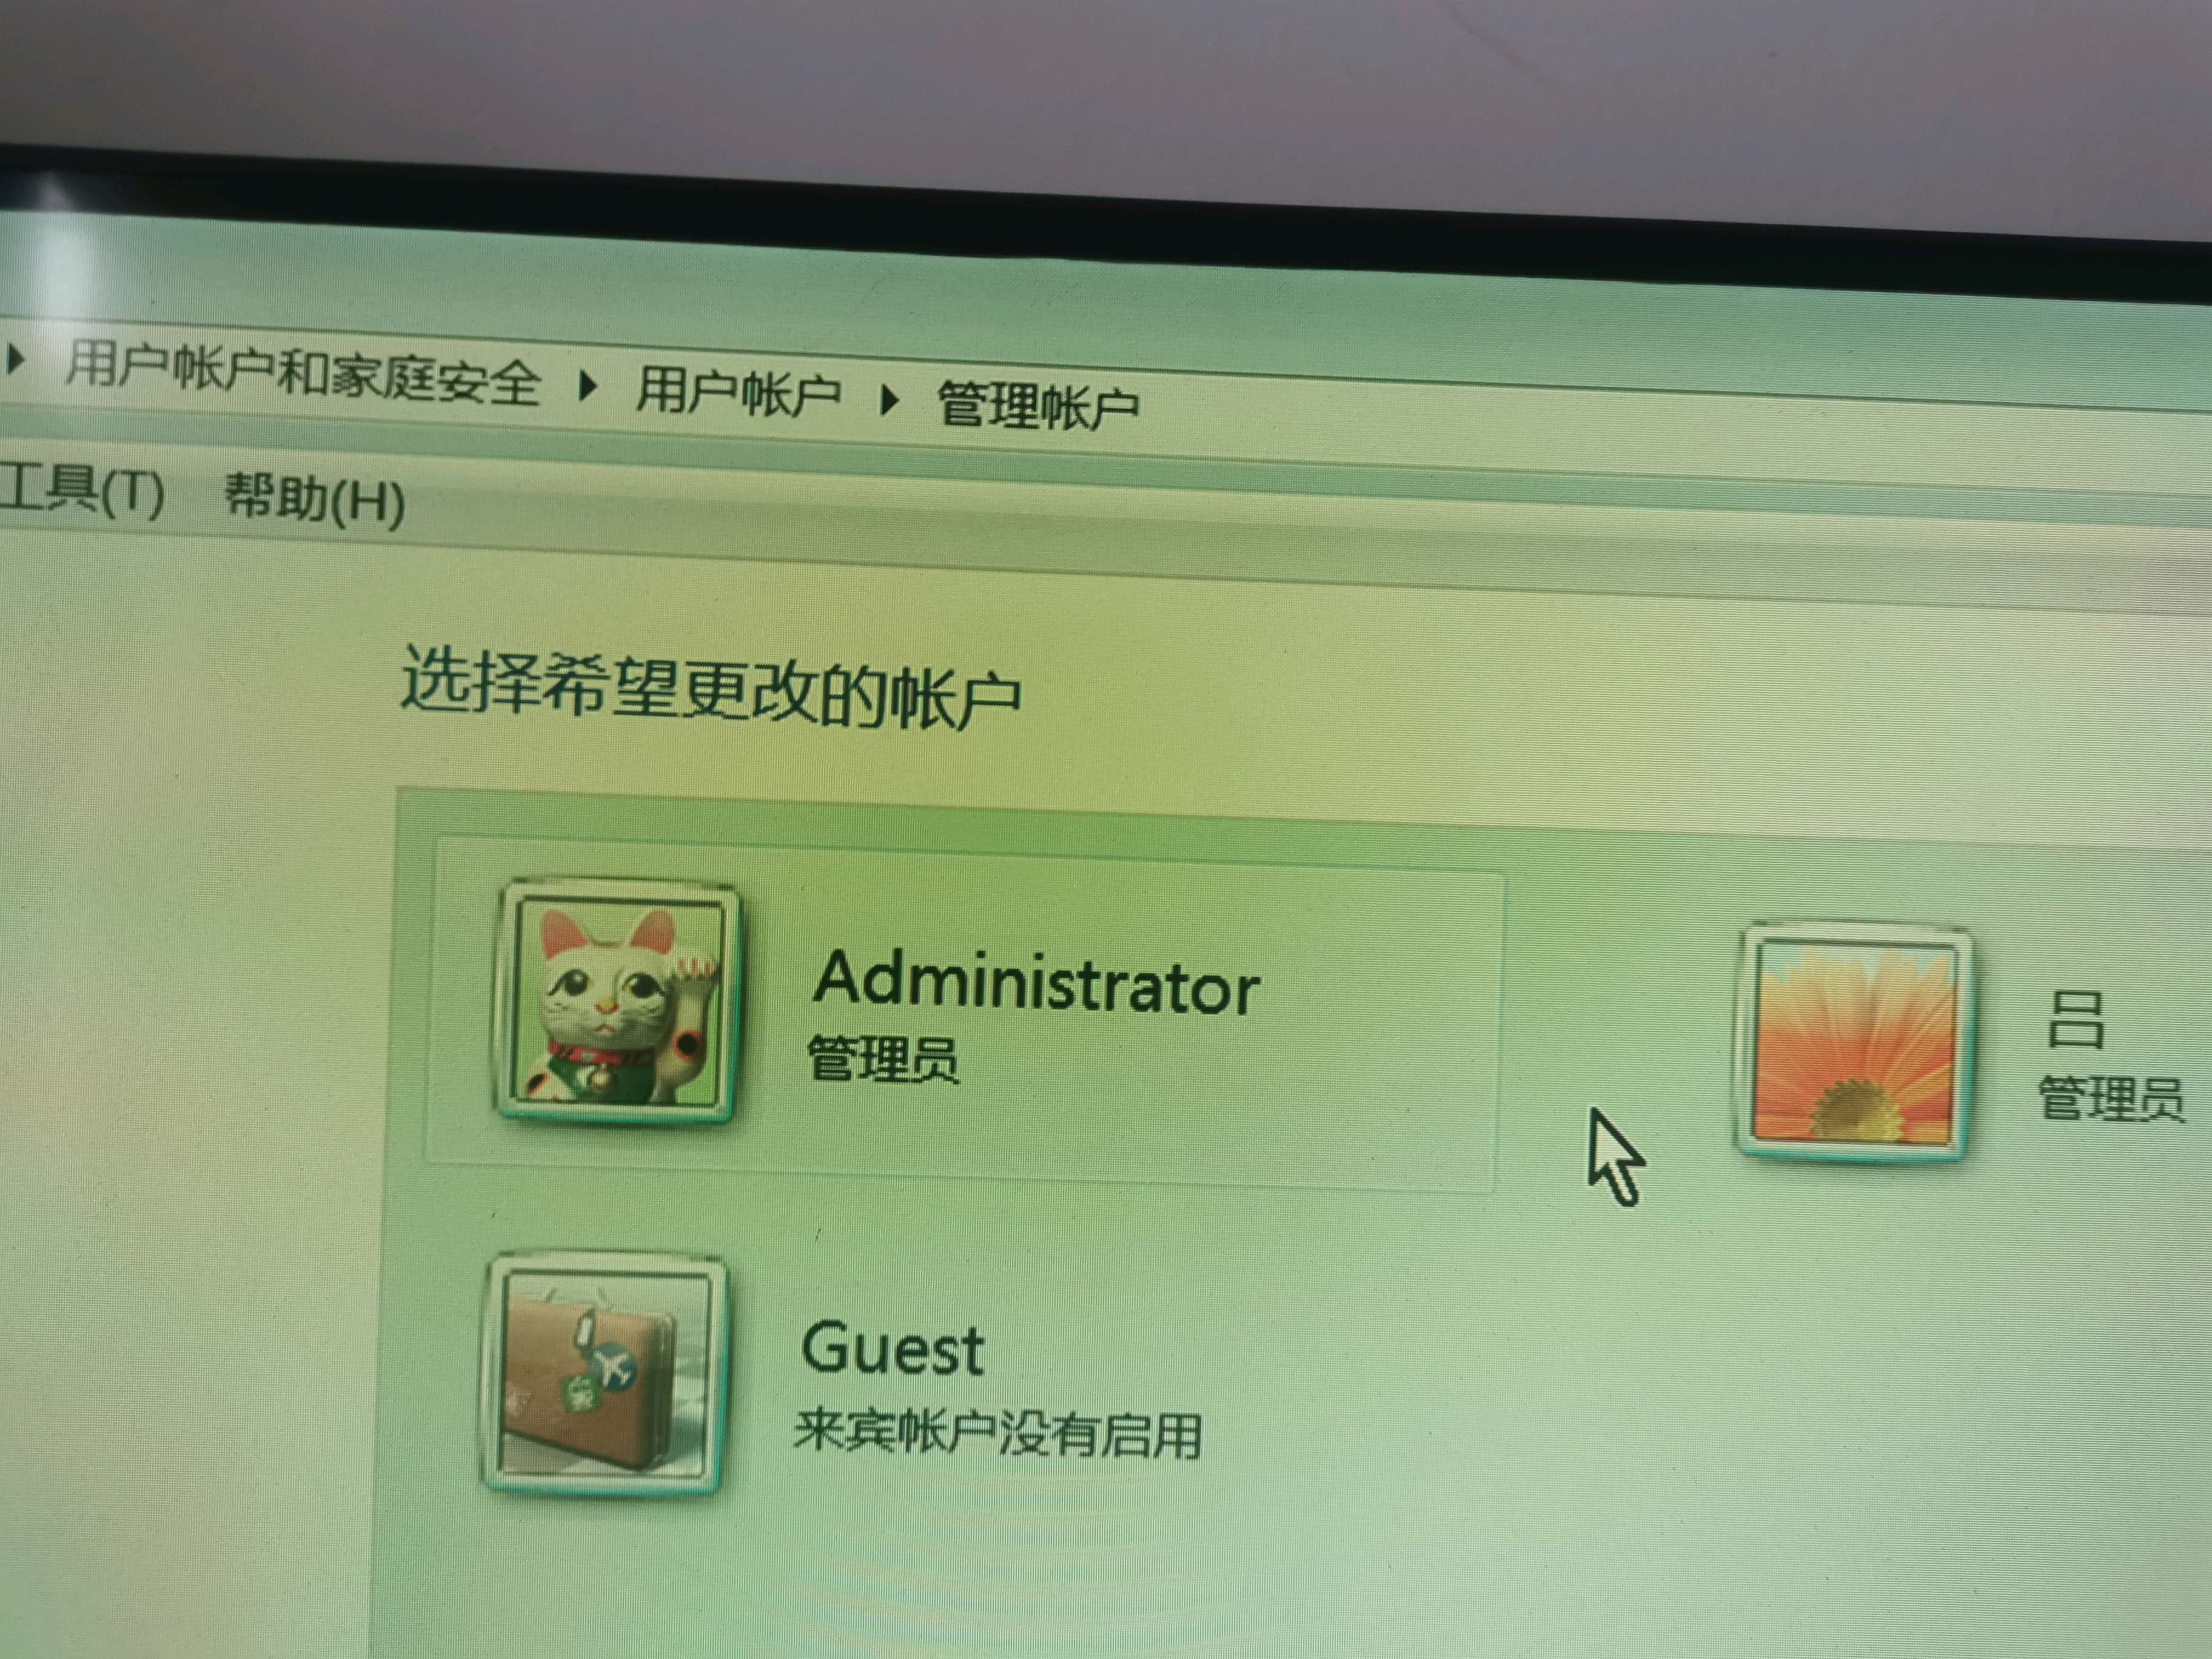 用户帐户和家庭安全 ▶ 用户帐户 ▶ 管理帐户
工具(T) 帮助(H)
选择希望更改的帐户
Administrator
管理员
吕
管理员
Guest
来宾帐户没有启用